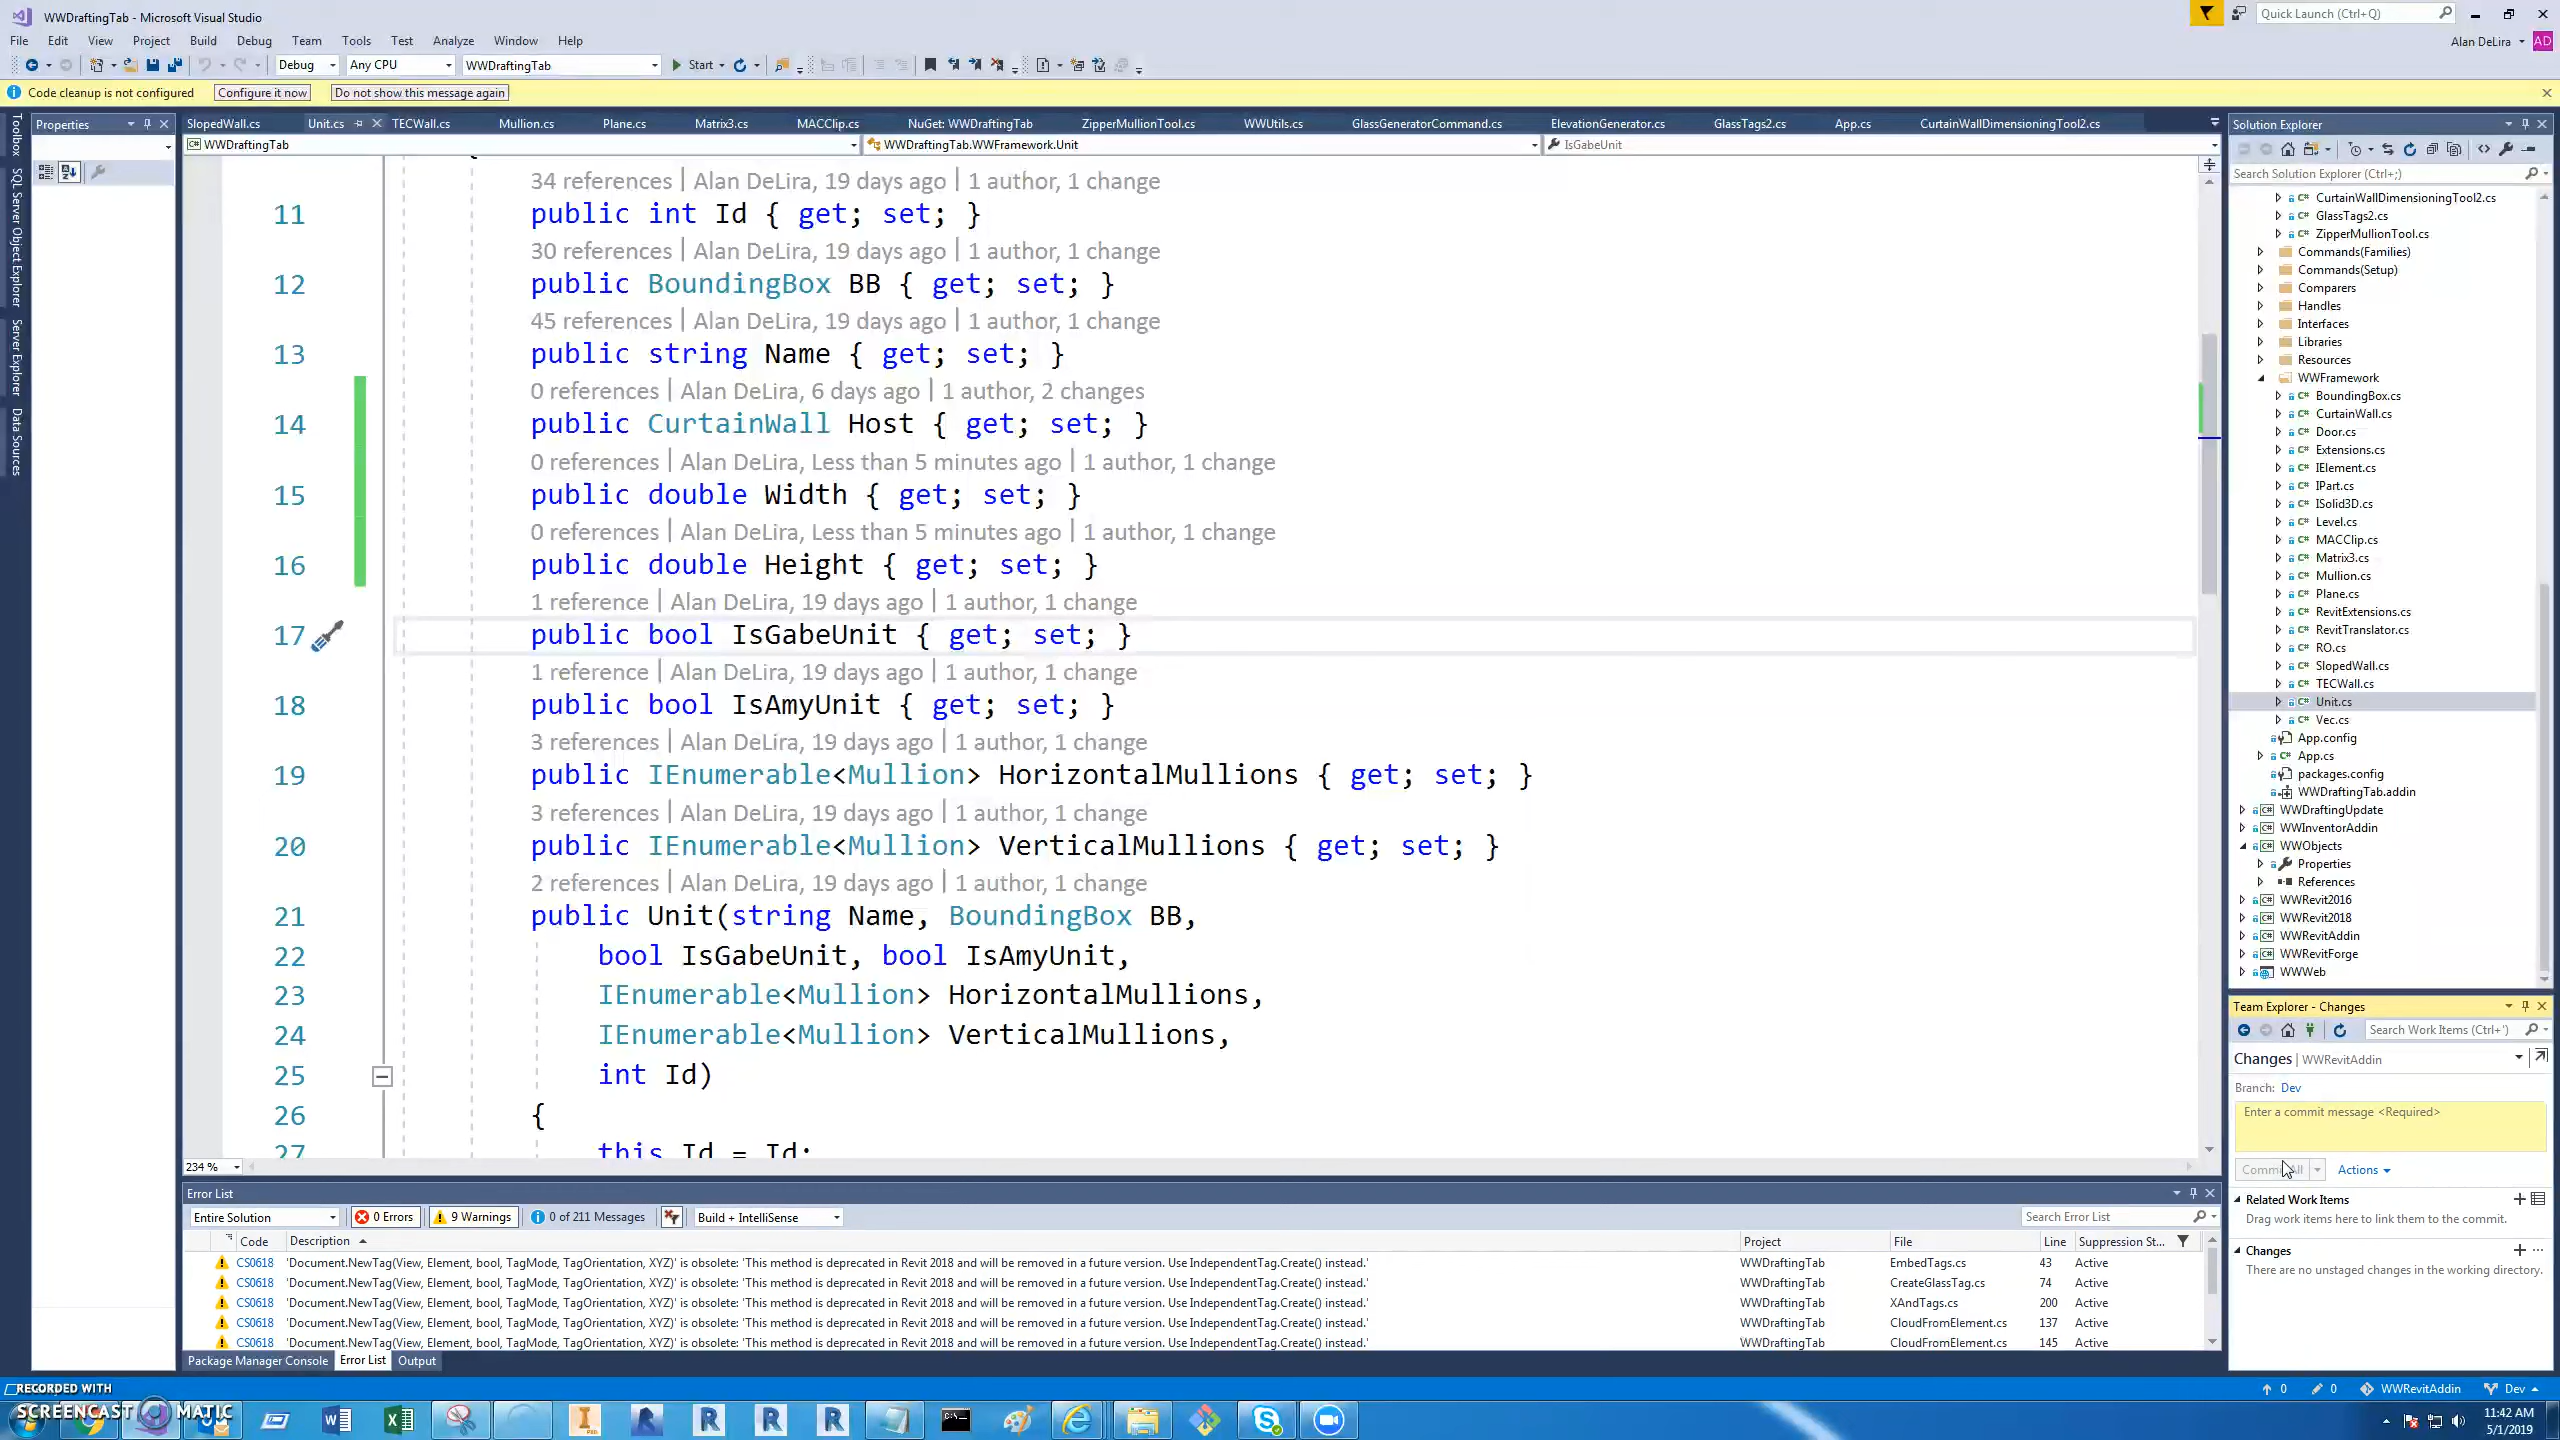 WWDraftingTab - Microsoft Visual Studio
Quick Launch (Ctrl+Q)
File Edit View Project Build Debug Team Tools Test Analyze Window Help
Alan DeLira AD
Debug Any CPU WWDraftingTab Start
Code cleanup is not configured Configure it now Do not show this message again
Toolbox
SQL Server Object Explorer
Server Explorer
Data Sources
Properties
SlopedWall.cs Unit.cs TECWall.cs Mullion.cs Plane.cs Matrix3.cs MACClip.cs NuGet: WWDraftingTab ZipperMullionTool.cs WWUtils.cs GlassGeneratorCommand.cs ElevationGenerator.cs GlassTags2.cs App.cs CurtainWallDimensioningTool2.cs
WWDraftingTab WWDraftingTab.WWFramework.Unit IsGabeUnit
34 references | Alan DeLira, 19 days ago | 1 author, 1 change
11 public int Id { get; set; }
30 references | Alan DeLira, 19 days ago | 1 author, 1 change
12 public BoundingBox BB { get; set; }
45 references | Alan DeLira, 19 days ago | 1 author, 1 change
13 public string Name { get; set; }
0 references | Alan DeLira, 6 days ago | 1 author, 2 changes
14 public CurtainWall Host { get; set; }
0 references | Alan DeLira, Less than 5 minutes ago | 1 author, 1 change
15 public double Width { get; set; }
0 references | Alan DeLira, Less than 5 minutes ago | 1 author, 1 change
16 public double Height { get; set; }
1 reference | Alan DeLira, 19 days ago | 1 author, 1 change
17 public bool IsGabeUnit { get; set; }
1 reference | Alan DeLira, 19 days ago | 1 author, 1 change
18 public bool IsAmyUnit { get; set; }
3 references | Alan DeLira, 19 days ago | 1 author, 1 change
19 public IEnumerable<Mullion> HorizontalMullions { get; set; }
3 references | Alan DeLira, 19 days ago | 1 author, 1 change
20 public IEnumerable<Mullion> VerticalMullions { get; set; }
2 references | Alan DeLira, 19 days ago | 1 author, 1 change
21 public Unit(string Name, BoundingBox BB,
22 bool IsGabeUnit, bool IsAmyUnit,
23 IEnumerable<Mullion> HorizontalMullions,
24 IEnumerable<Mullion> VerticalMullions,
25 int Id)
26 {
27 this Id = Id;
234 %
Solution Explorer
Search Solution Explorer (Ctrl+;)
CurtainWallDimensioningTool2.cs
GlassTags2.cs
ZipperMullionTool.cs
Commands(Families)
Commands(Setup)
Comparers
Handles
Interfaces
Libraries
Resources
WWFramework
BoundingBox.cs
CurtainWall.cs
Door.cs
Extensions.cs
IElement.cs
IPart.cs
ISolid3D.cs
Level.cs
MACClip.cs
Matrix3.cs
Mullion.cs
Plane.cs
RevitExtensions.cs
RevitTranslator.cs
RO.cs
SlopedWall.cs
TECWall.cs
Unit.cs
Vec.cs
App.config
App.cs
packages.config
WWDraftingTab.addin
WWDraftingUpdate
WWInventorAddin
WWObjects
Properties
References
WWRevit2016
WWRevit2018
WWRevitAddin
WWRevitForge
WWWeb
Team Explorer - Changes
Search Work Items (Ctrl+')
Changes | WWRevitAddin
Branch: Dev
Enter a commit message <Required>
Commit All Actions
Related Work Items
Drag work items here to link them to the commit.
Changes
There are no unstaged changes in the working directory.
Error List
Entire Solution 0 Errors 9 Warnings 0 of 211 Messages Build + IntelliSense Search Error List
Code Description Project File Line Suppression St...
CS0618 'Document.NewTag(View, Element, bool, TagMode, TagOrientation, XYZ)' is obsolete: 'This method is deprecated in Revit 2018 and will be removed in a future version. Use IndependentTag.Create() instead.' WWDraftingTab EmbedTags.cs 43 Active
CS0618 'Document.NewTag(View, Element, bool, TagMode, TagOrientation, XYZ)' is obsolete: 'This method is deprecated in Revit 2018 and will be removed in a future version. Use IndependentTag.Create() instead.' WWDraftingTab CreateGlassTag.cs 74 Active
CS0618 'Document.NewTag(View, Element, bool, TagMode, TagOrientation, XYZ)' is obsolete: 'This method is deprecated in Revit 2018 and will be removed in a future version. Use IndependentTag.Create() instead.' WWDraftingTab XAndTags.cs 200 Active
CS0618 'Document.NewTag(View, Element, bool, TagMode, TagOrientation, XYZ)' is obsolete: 'This method is deprecated in Revit 2018 and will be removed in a future version. Use IndependentTag.Create() instead.' WWDraftingTab CloudFromElement.cs 137 Active
CS0618 'Document.NewTag(View, Element, bool, TagMode, TagOrientation, XYZ)' is obsolete: 'This method is deprecated in Revit 2018 and will be removed in a future version. Use IndependentTag.Create() instead.' WWDraftingTab CloudFromElement.cs 145 Active
Package Manager Console Error List Output
0 0 WWRevitAddin Dev
RECORDED WITH
SCREENCAST MATIC
11:42 AM
5/1/2019